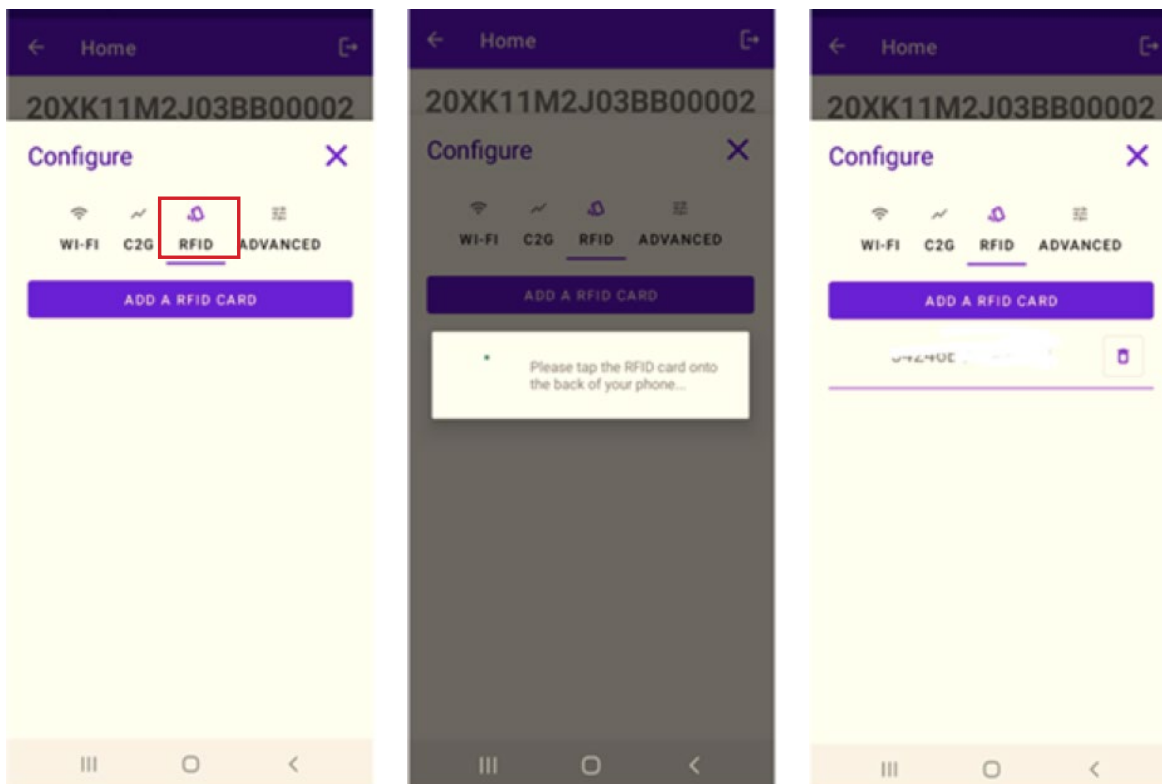 Home
20XK11M2J03BB00002
Configure
WI-FI C2G RFID ADVANCED
ADD A RFID CARD
Home
20XK11M2J03BB00002
Configure
WI-FI C2G RFID ADVANCED
ADD A RFID CARD
Please tap the RFID card onto
the back of your phone...
Home
20XK11M2J03BB00002
Configure
WI-FI C2G RFID ADVANCED
ADD A RFID CARD